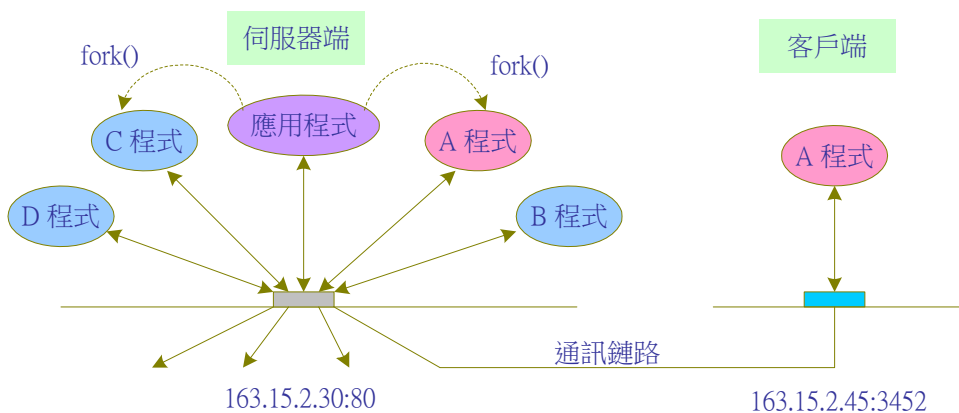 伺服器端
客戶端
fork()
fork()
應用程式
C 程式
A 程式
A 程式
D 程式
B 程式
通訊鏈路
163.15.2.30:80
163.15.2.45:3452